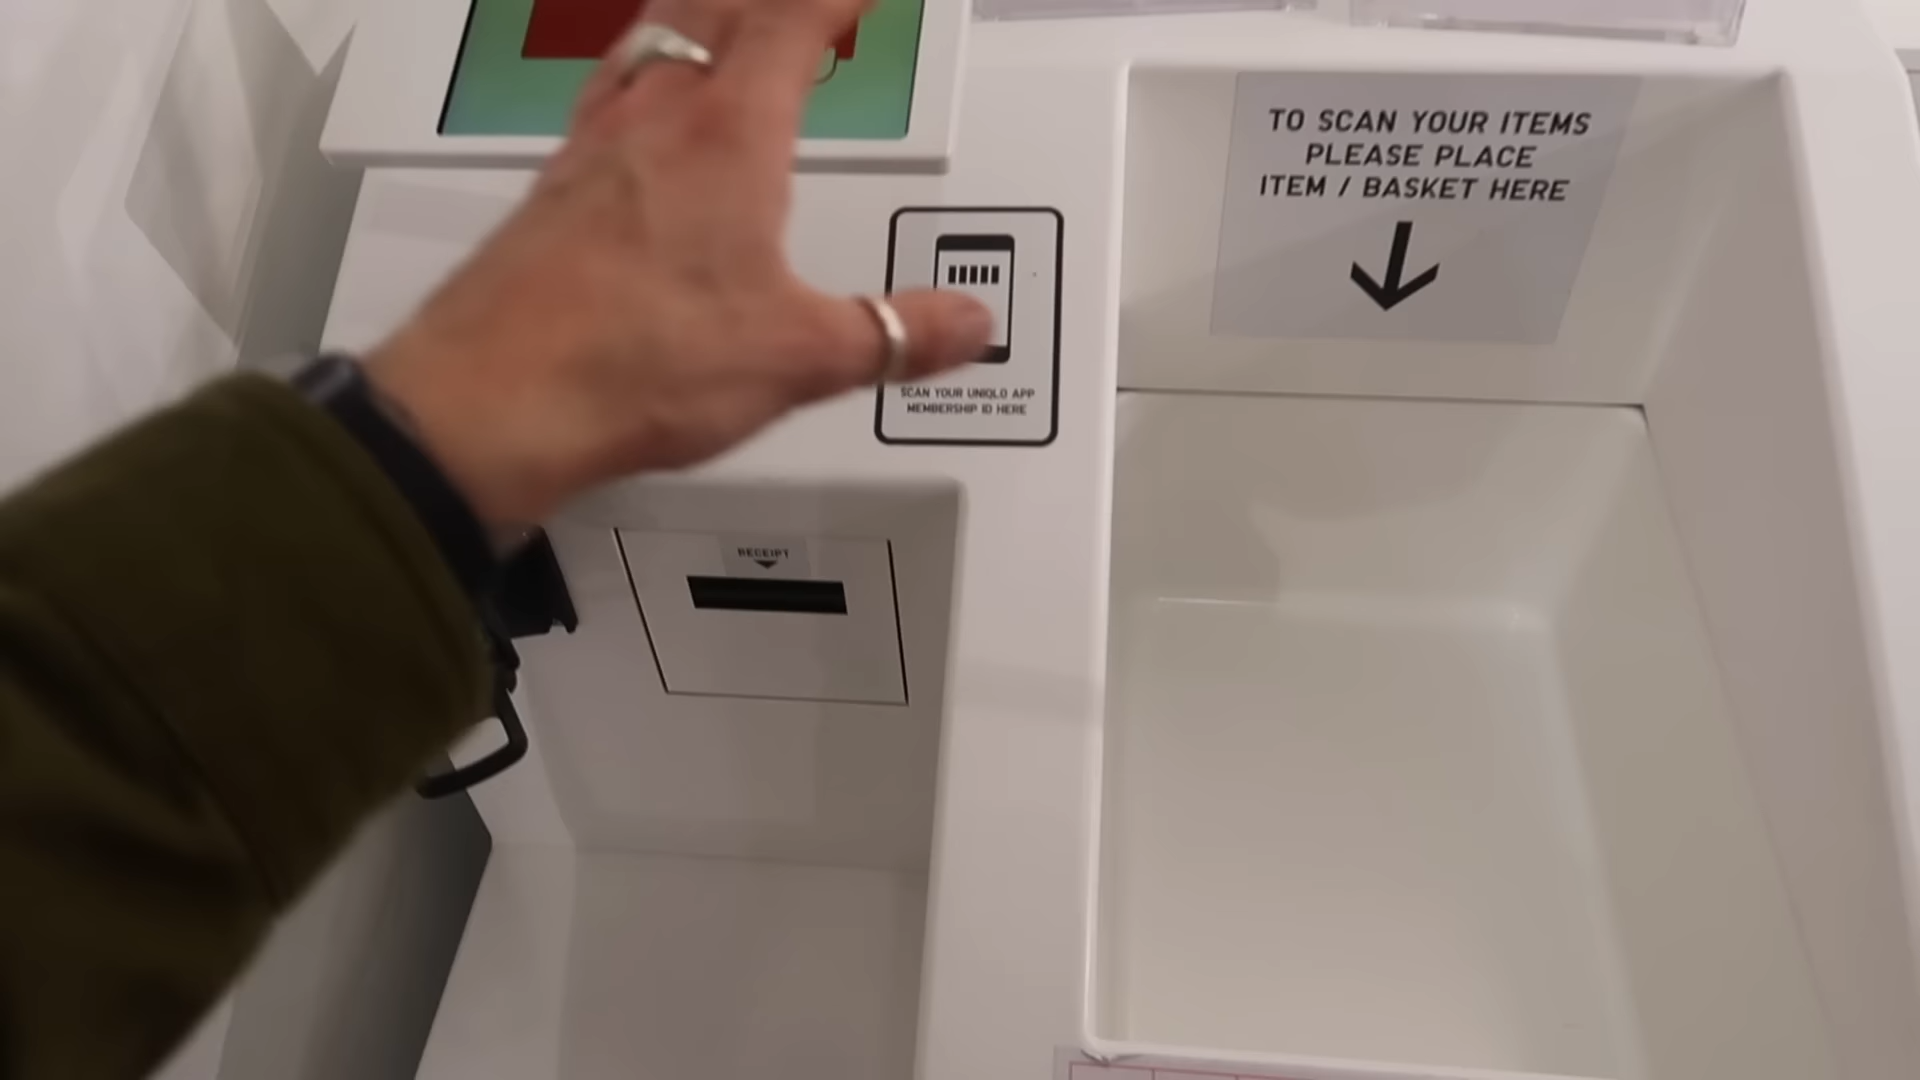 TO SCAN YOUR ITEMS
PLEASE PLACE
ITEM / BASKET HERE
SCAN YOUR UNIQLO APP
MEMBERSHIP ID HERE
RECEIPT